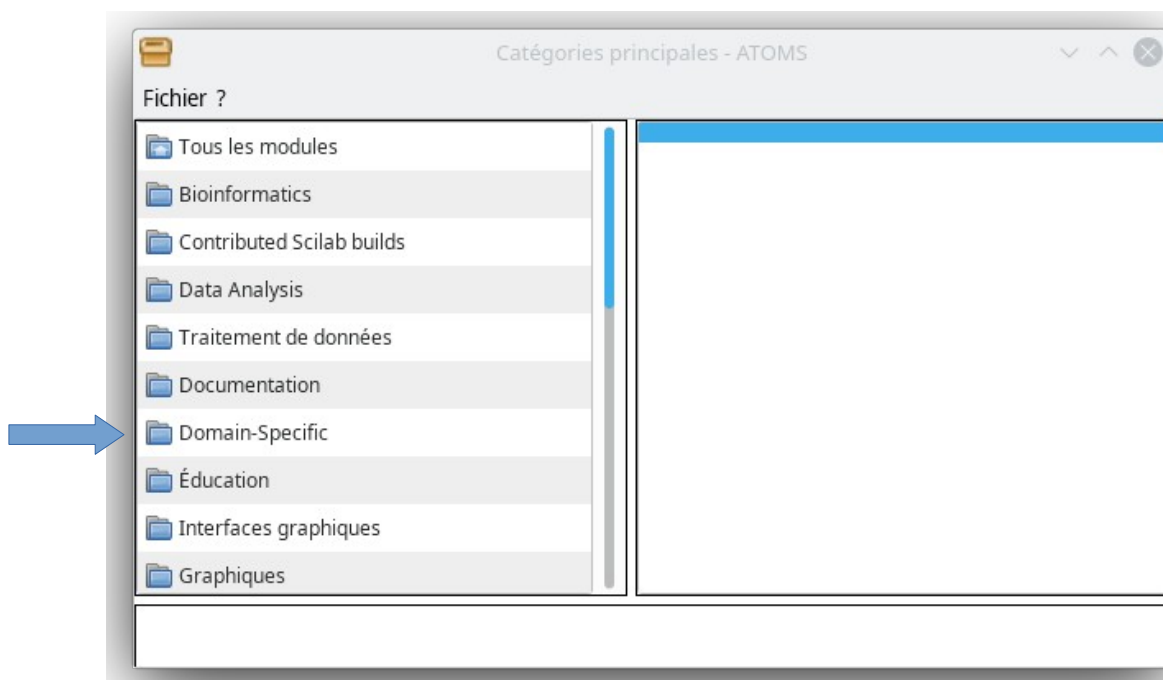 Catégories principales - ATOMS
Fichier ?
Tous les modules
Bioinformatics
Contributed Scilab builds
Data Analysis
Traitement de données
Documentation
Domain-Specific
Éducation
Interfaces graphiques
Graphiques